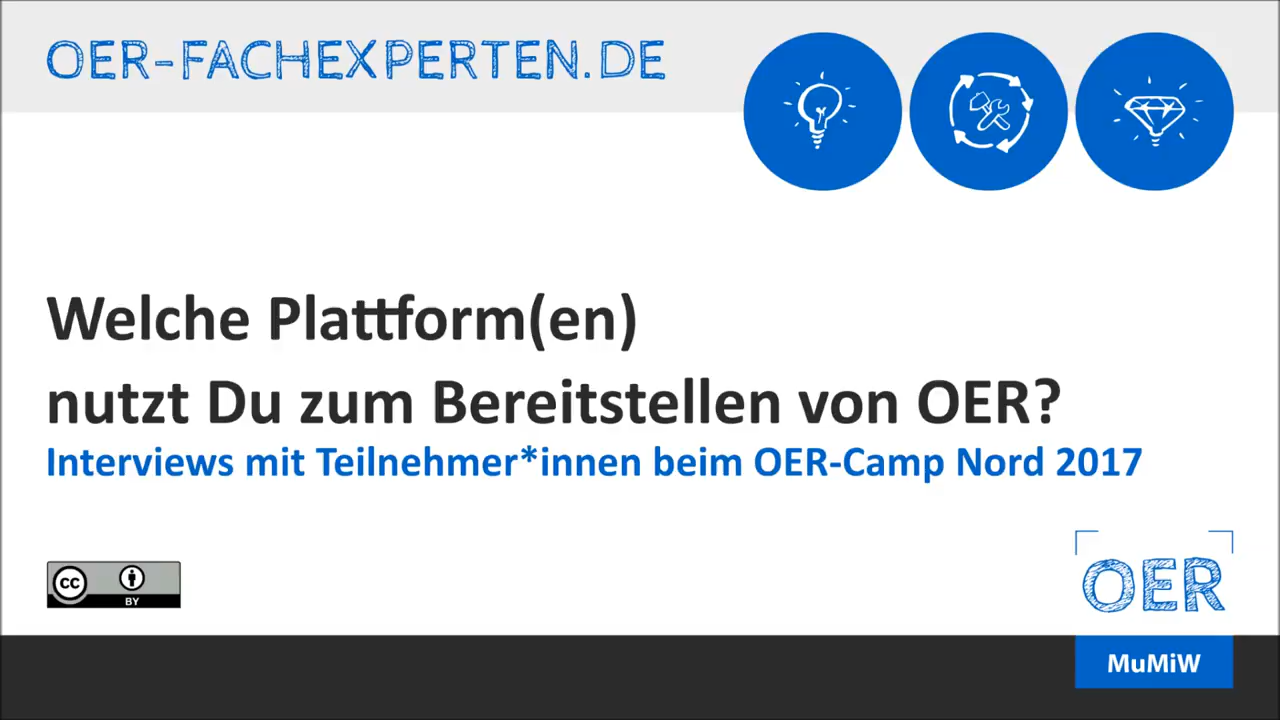 OER-FACHEXPERTEN.DE
Welche Plattform(en)
nutzt Du zum Bereitstellen von OER?
Interviews mit Teilnehmer*innen beim OER-Camp Nord 2017
cc
BY
OER
MuMiW